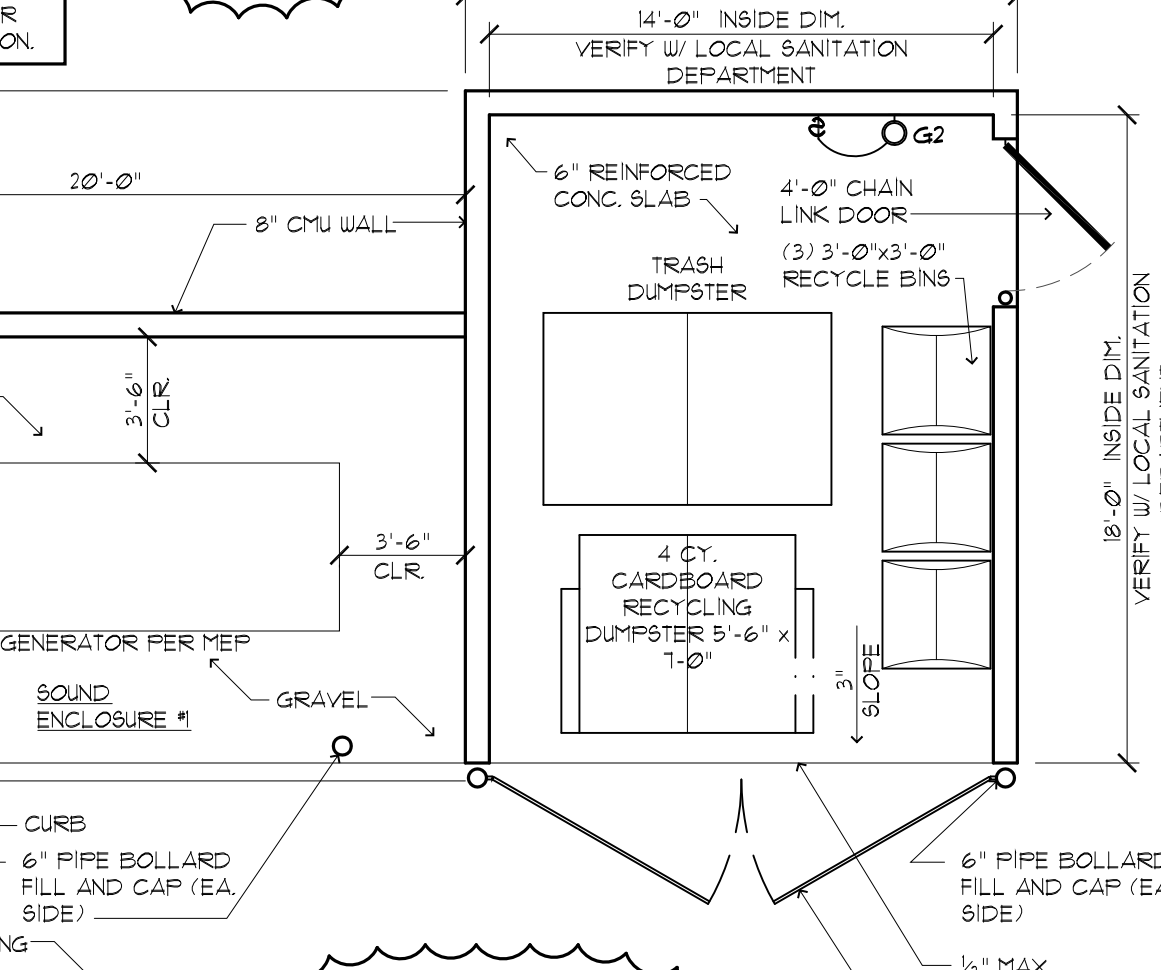 R
ON.
14'-0" INSIDE DIM.
VERIFY W/ LOCAL SANITATION
DEPARTMENT
G2
20'-0"
6" REINFORCED
CONC. SLAB
4'-0" CHAIN
LINK DOOR
8" CMU WALL
(3) 3'-0"x3'-0"
RECYCLE BINS
TRASH
DUMPSTER
3'-6"
CLR.
18'-0" INSIDE DIM.
VERIFY W/ LOCAL SANITATION
3'-6"
CLR.
4 CY.
CARDBOARD
RECYCLING
DUMPSTER 5'-6" x
7-0"
3"
SLOPE
GENERATOR PER MEP
SOUND
ENCLOSURE #1
GRAVEL
CURB
6" PIPE BOLLARD
FILL AND CAP (EA.
SIDE)
NG
6" PIPE BOLLARD
FILL AND CAP (EA
SIDE)
½" MAX